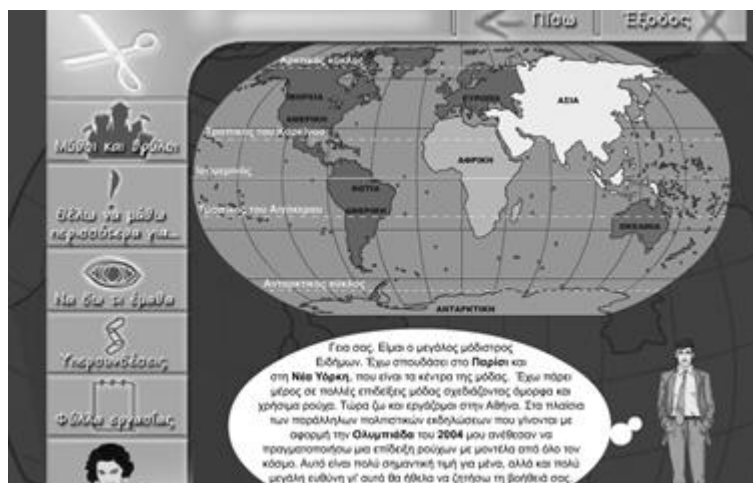 Πίσω
Έξοδος
Μύθοι και θρύλοι
Θέλω να μάθω
περισσότερα για...
Να δω τι έμαθα
Υπερσυνδέσεις
Φύλλα εργασίας
Αρκτικός κύκλος
ΒΟΡΕΙΑ
ΑΜΕΡΙΚΗ
ΕΥΡΩΠΗ
ΑΣΙΑ
Τροπικός του Καρκίνου
ΑΦΡΙΚΗ
Ισημερινός
ΝΟΤΙΑ
ΑΜΕΡΙΚΗ
Τροπικός του Αιγόκερου
ΩΚΕΑΝΙΑ
Ανταρκτικός κύκλος
ΑΝΤΑΡΚΤΙΚΗ
Γεια σας. Είμαι ο μεγάλος μόδιστρος
Ειδήμων. Έχω σπουδάσει στο Παρίσι και
στη Νέα Υόρκη, που είναι τα κέντρα της μόδας. Έχω πάρει
μέρος σε πολλές επιδείξεις μόδας σχεδιάζοντας όμορφα και
χρήσιμα ρούχα. Τώρα ζω και εργάζομαι στην Αθήνα. Στα πλαίσια
των παράλληλων πολιτιστικών εκδηλώσεων που γίνονται με
αφορμή την Ολυμπιάδα του 2004 μου ανέθεσαν να
πραγματοποιήσω μια επίδειξη ρούχων με μοντέλα από όλο τον
κόσμο. Αυτό είναι πολύ σημαντική τιμή για μένα, αλλά και πολύ
μεγάλη ευθύνη γι' αυτό θα ήθελα να ζητήσω τη βοήθειά σας.